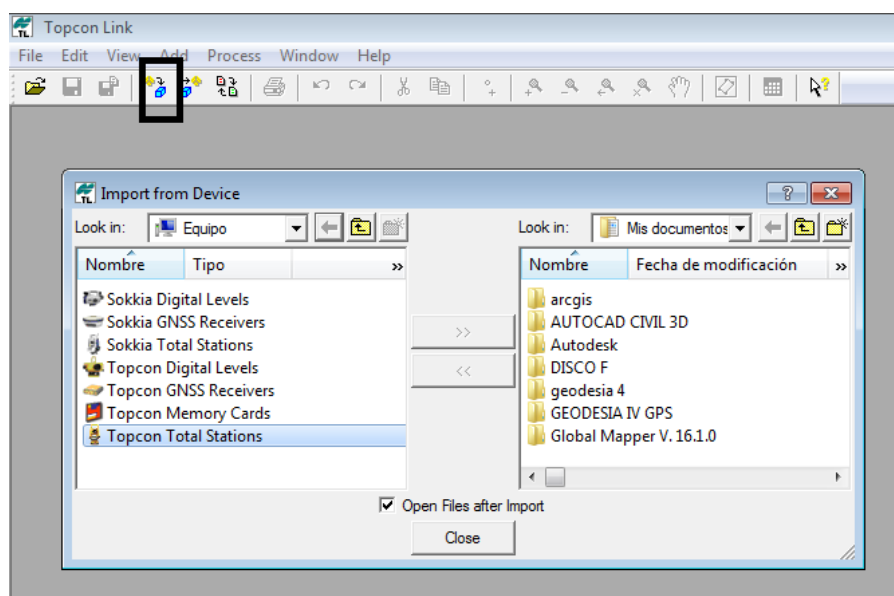 Topcon Link
File Edit View Add Process Window Help
Import from Device
Look in: Equipo
Look in: Mis documentos
Nombre Tipo »
Nombre Fecha de modificación »
Sokkia Digital Levels
Sokkia GNSS Receivers
Sokkia Total Stations
Topcon Digital Levels
Topcon GNSS Receivers
Topcon Memory Cards
Topcon Total Stations
>>
<<
arcgis
AUTOCAD CIVIL 3D
Autodesk
DISCO F
geodesia 4
GEODESIA IV GPS
Global Mapper V. 16.1.0
Open Files after Import
Close